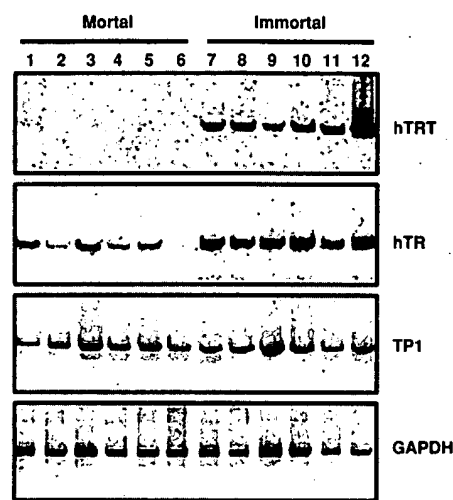 Mortal Immortal
1 2 3 4 5 6 7 8 9 10 11 12
hTRT
hTR
TP1
GAPDH